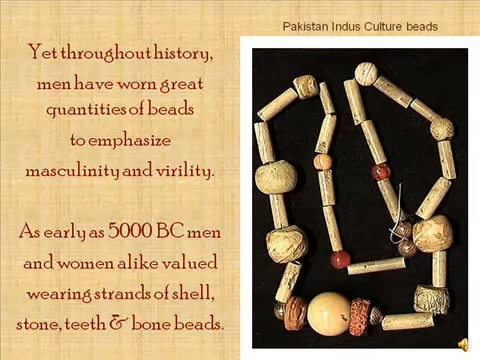 Pakistan Indus Culture beads
Yet throughout history,
men have worn great
quantities of beads
to emphasize
masculinity and virility.
As early as 5000 BC men
and women alike valued
wearing strands of shell,
stone, teeth & bone beads.